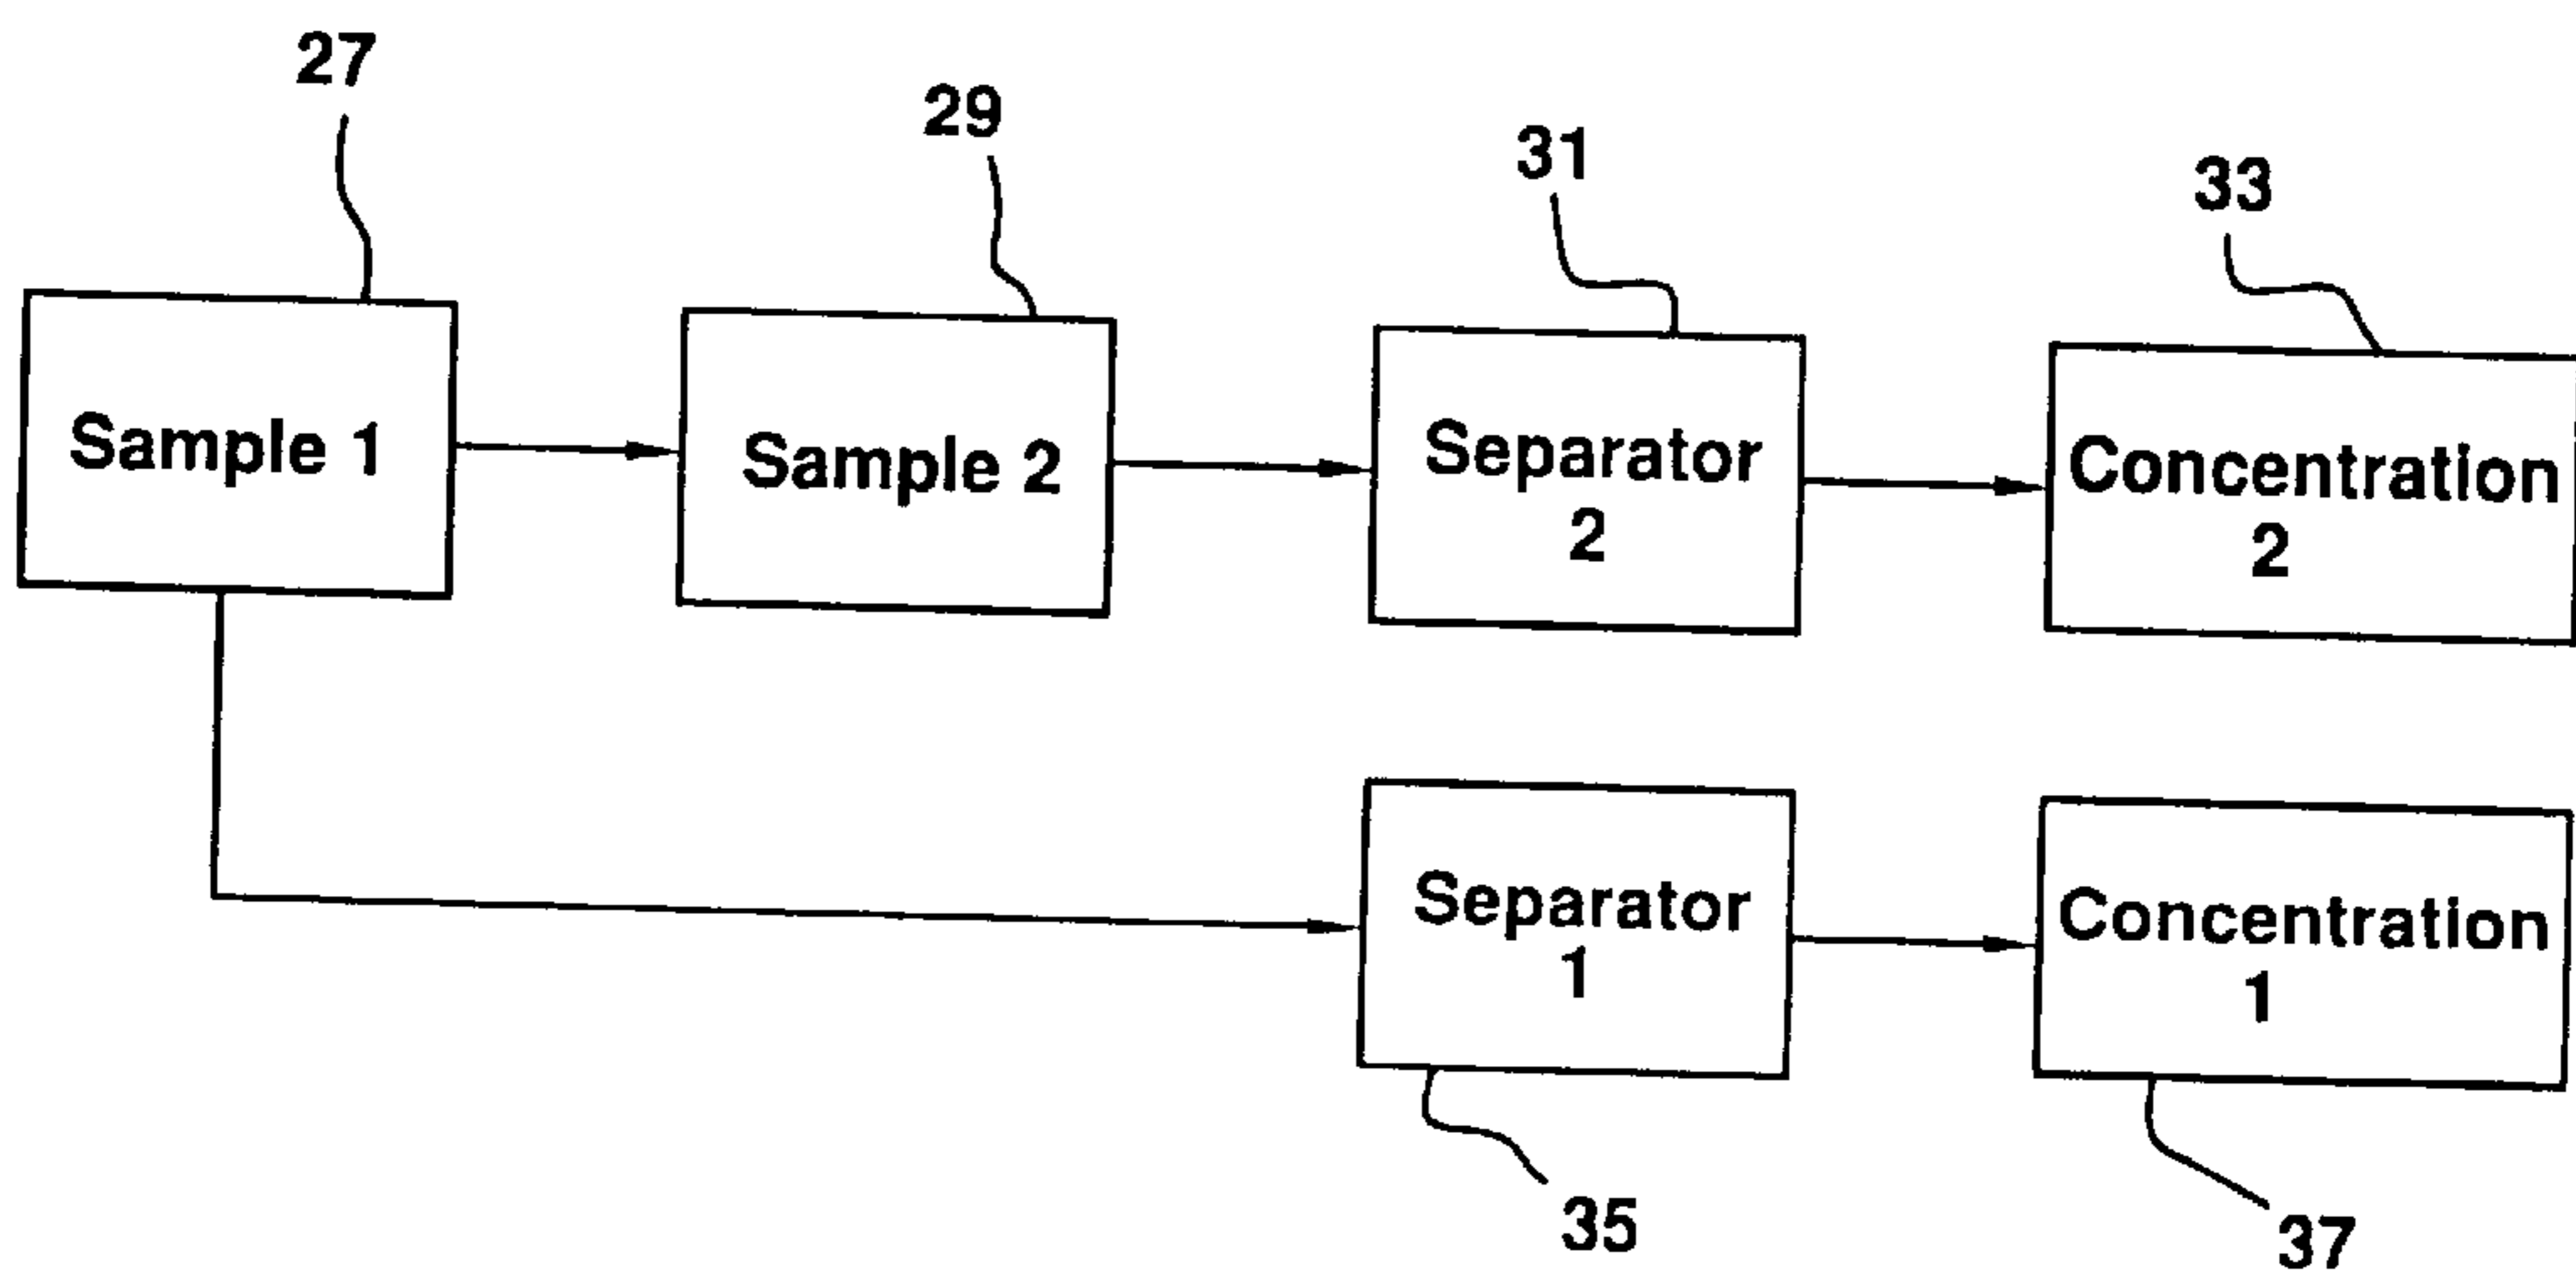 27
29
31
33
Sample 1
Sample 2
Separator
2
Concentration
2
Separator
1
Concentration
1
35
37